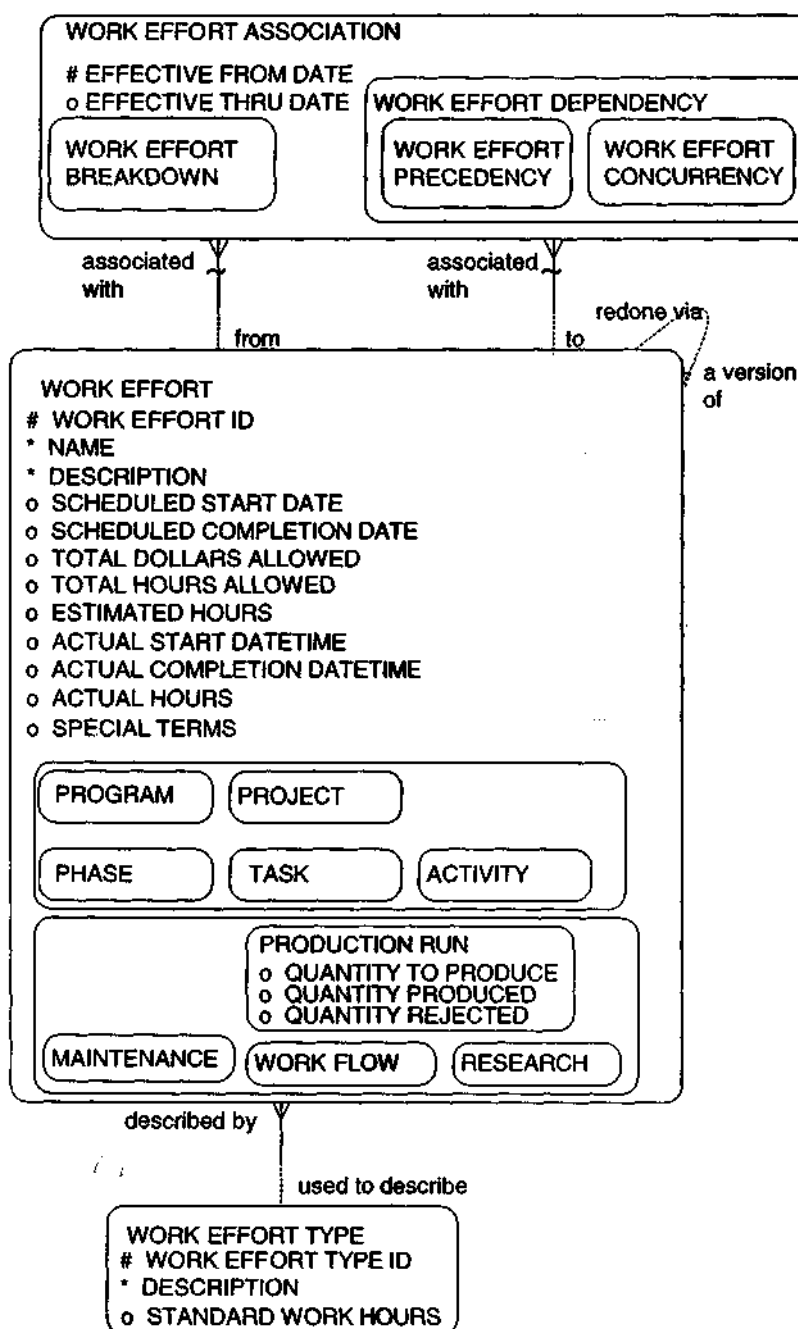 WORK EFFORT ASSOCIATION
# EFFECTIVE FROM DATE
o EFFECTIVE THRU DATE
WORK EFFORT DEPENDENCY
WORK EFFORT
BREAKDOWN
WORK EFFORT
PRECEDENCY
WORK EFFORT
CONCURRENCY
associated
with
associated
with
redone via
from
to
a version
of
WORK EFFORT
# WORK EFFORT ID
* NAME
* DESCRIPTION
o SCHEDULED START DATE
o SCHEDULED COMPLETION DATE
o TOTAL DOLLARS ALLOWED
o TOTAL HOURS ALLOWED
o ESTIMATED HOURS
o ACTUAL START DATETIME
o ACTUAL COMPLETION DATETIME
o ACTUAL HOURS
o SPECIAL TERMS
PROGRAM
PROJECT
PHASE
TASK
ACTIVITY
PRODUCTION RUN
o QUANTITY TO PRODUCE
o QUANTITY PRODUCED
o QUANTITY REJECTED
MAINTENANCE
WORK FLOW
RESEARCH
described by
used to describe
WORK EFFORT TYPE
# WORK EFFORT TYPE ID
* DESCRIPTION
o STANDARD WORK HOURS